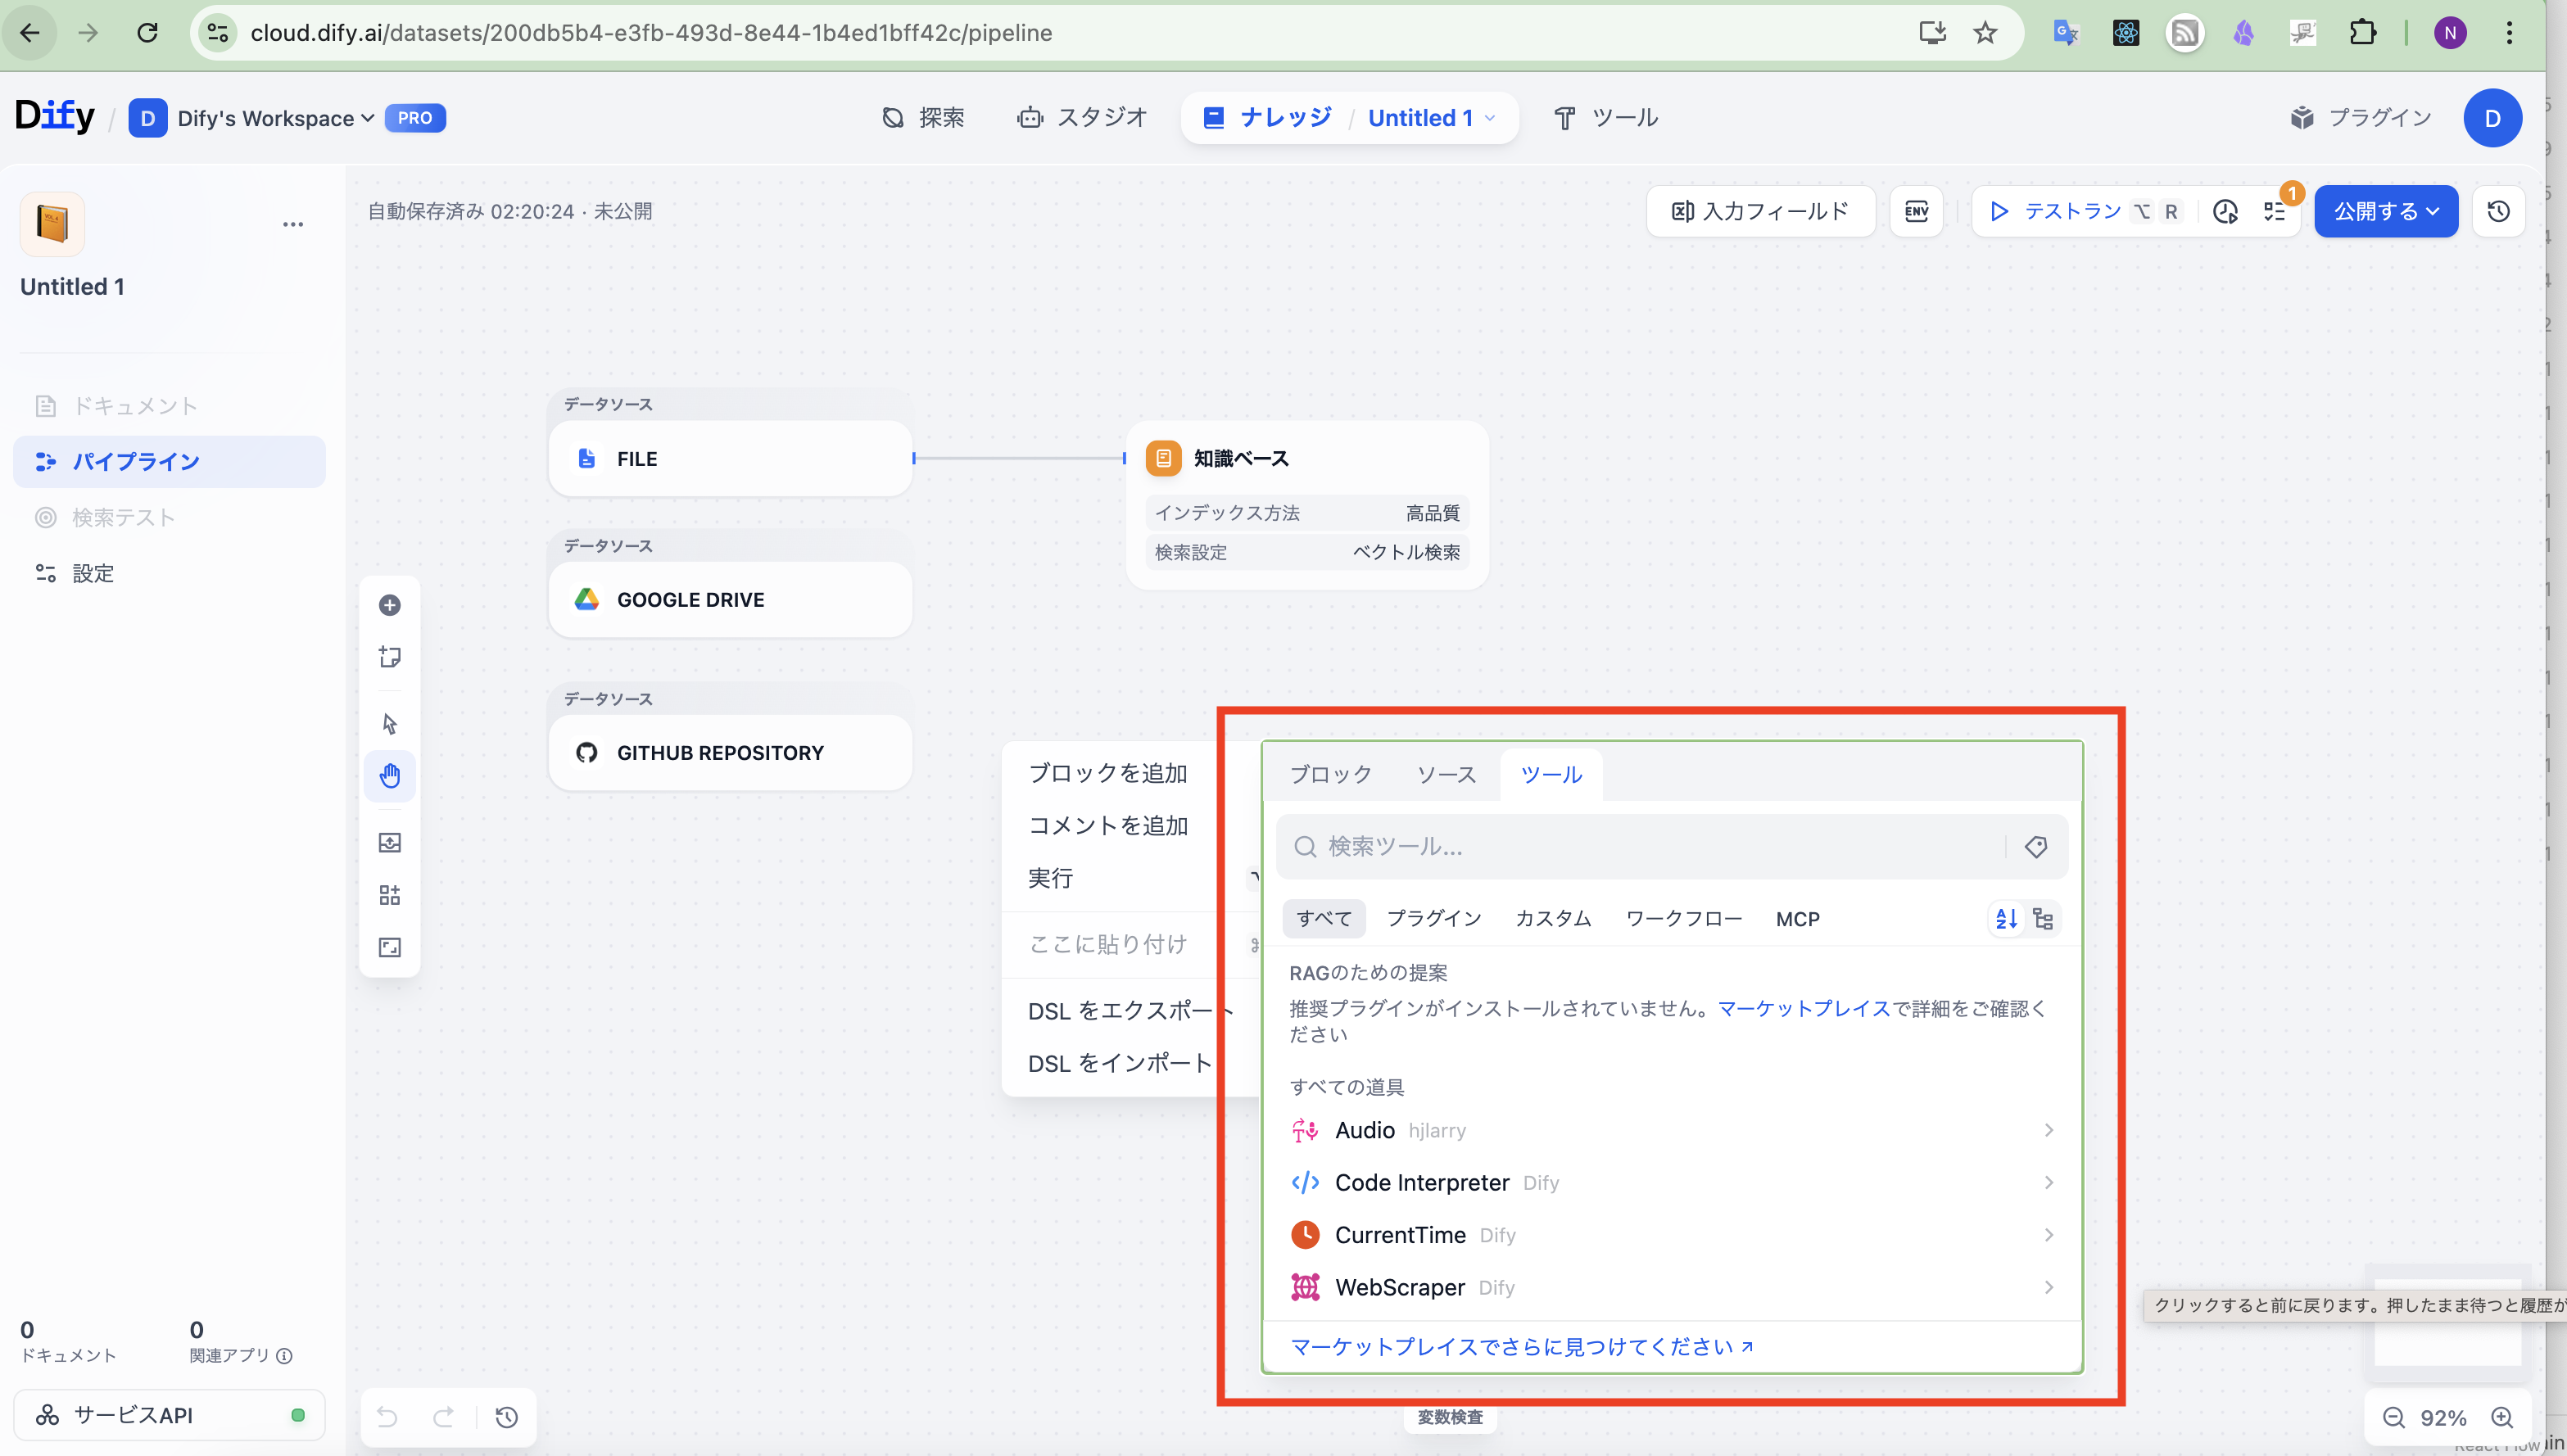 cloud.dify.ai/datasets/200db5b4-e3fb-493d-8e44-1b4ed1bff42c/pipeline
N
Dify / D Dify's Workspace PRO
探索
スタジオ
ナレッジ / Untitled 1
ツール
プラグイン
D
Untitled 1
ドキュメント
パイプライン
検索テスト
設定
0
ドキュメント
0
関連アプリ
サービスAPI
自動保存済み 02:20:24 · 未公開
入力フィールド
ENV
テストラン ⌥ R
1
公開する
データソース
FILE
データソース
GOOGLE DRIVE
データソース
GITHUB REPOSITORY
知識ベース
インデックス方法 高品質
検索設定 ベクトル検索
ブロックを追加
コメントを追加
実行
ここに貼り付け
DSL をエクスポート
DSL をインポート
ブロック ソース ツール
検索ツール...
すべて プラグイン カスタム ワークフロー MCP
RAGのための提案
推奨プラグインがインストールされていません。マーケットプレイスで詳細をご確認く
ださい
すべての道具
Audio hjlarry
Code Interpreter Dify
CurrentTime Dify
WebScraper Dify
マーケットプレイスでさらに見つけてください
変数検査
クリックすると前に戻ります。押したまま待つと履歴が
92%
React Flow